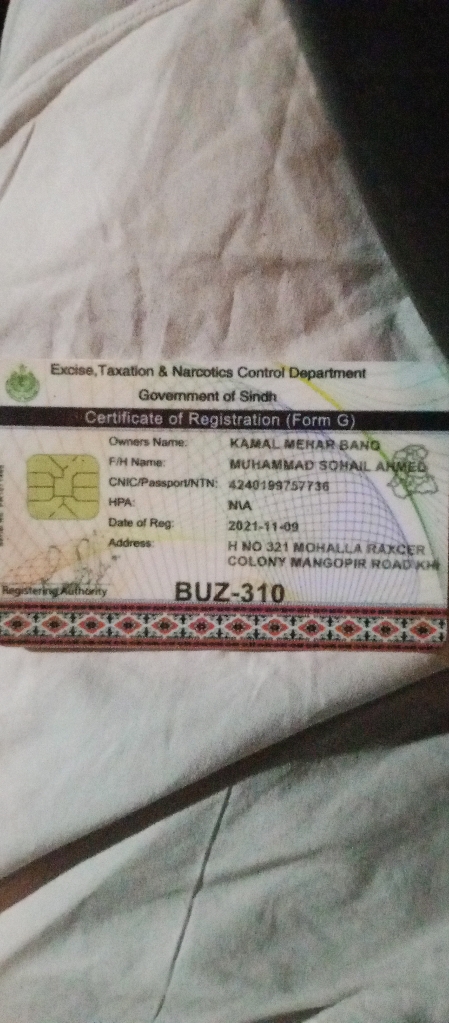 Excise,Taxation & Narcotics Control Department
Government of Sindh
Certificate of Registration (Form G)
Owners Name: KAMAL MEHAR BANO
F/H Name: MUHAMMAD SOHAIL AHMED
CNIC/Passport/NTN: 4240199757736
HPA: N\A
Date of Reg: 2021-11-09
Address: H NO 321 MOHALLA RAXCER
COLONY MANGOPIR ROAD KHI
Registering Authority
BUZ-310